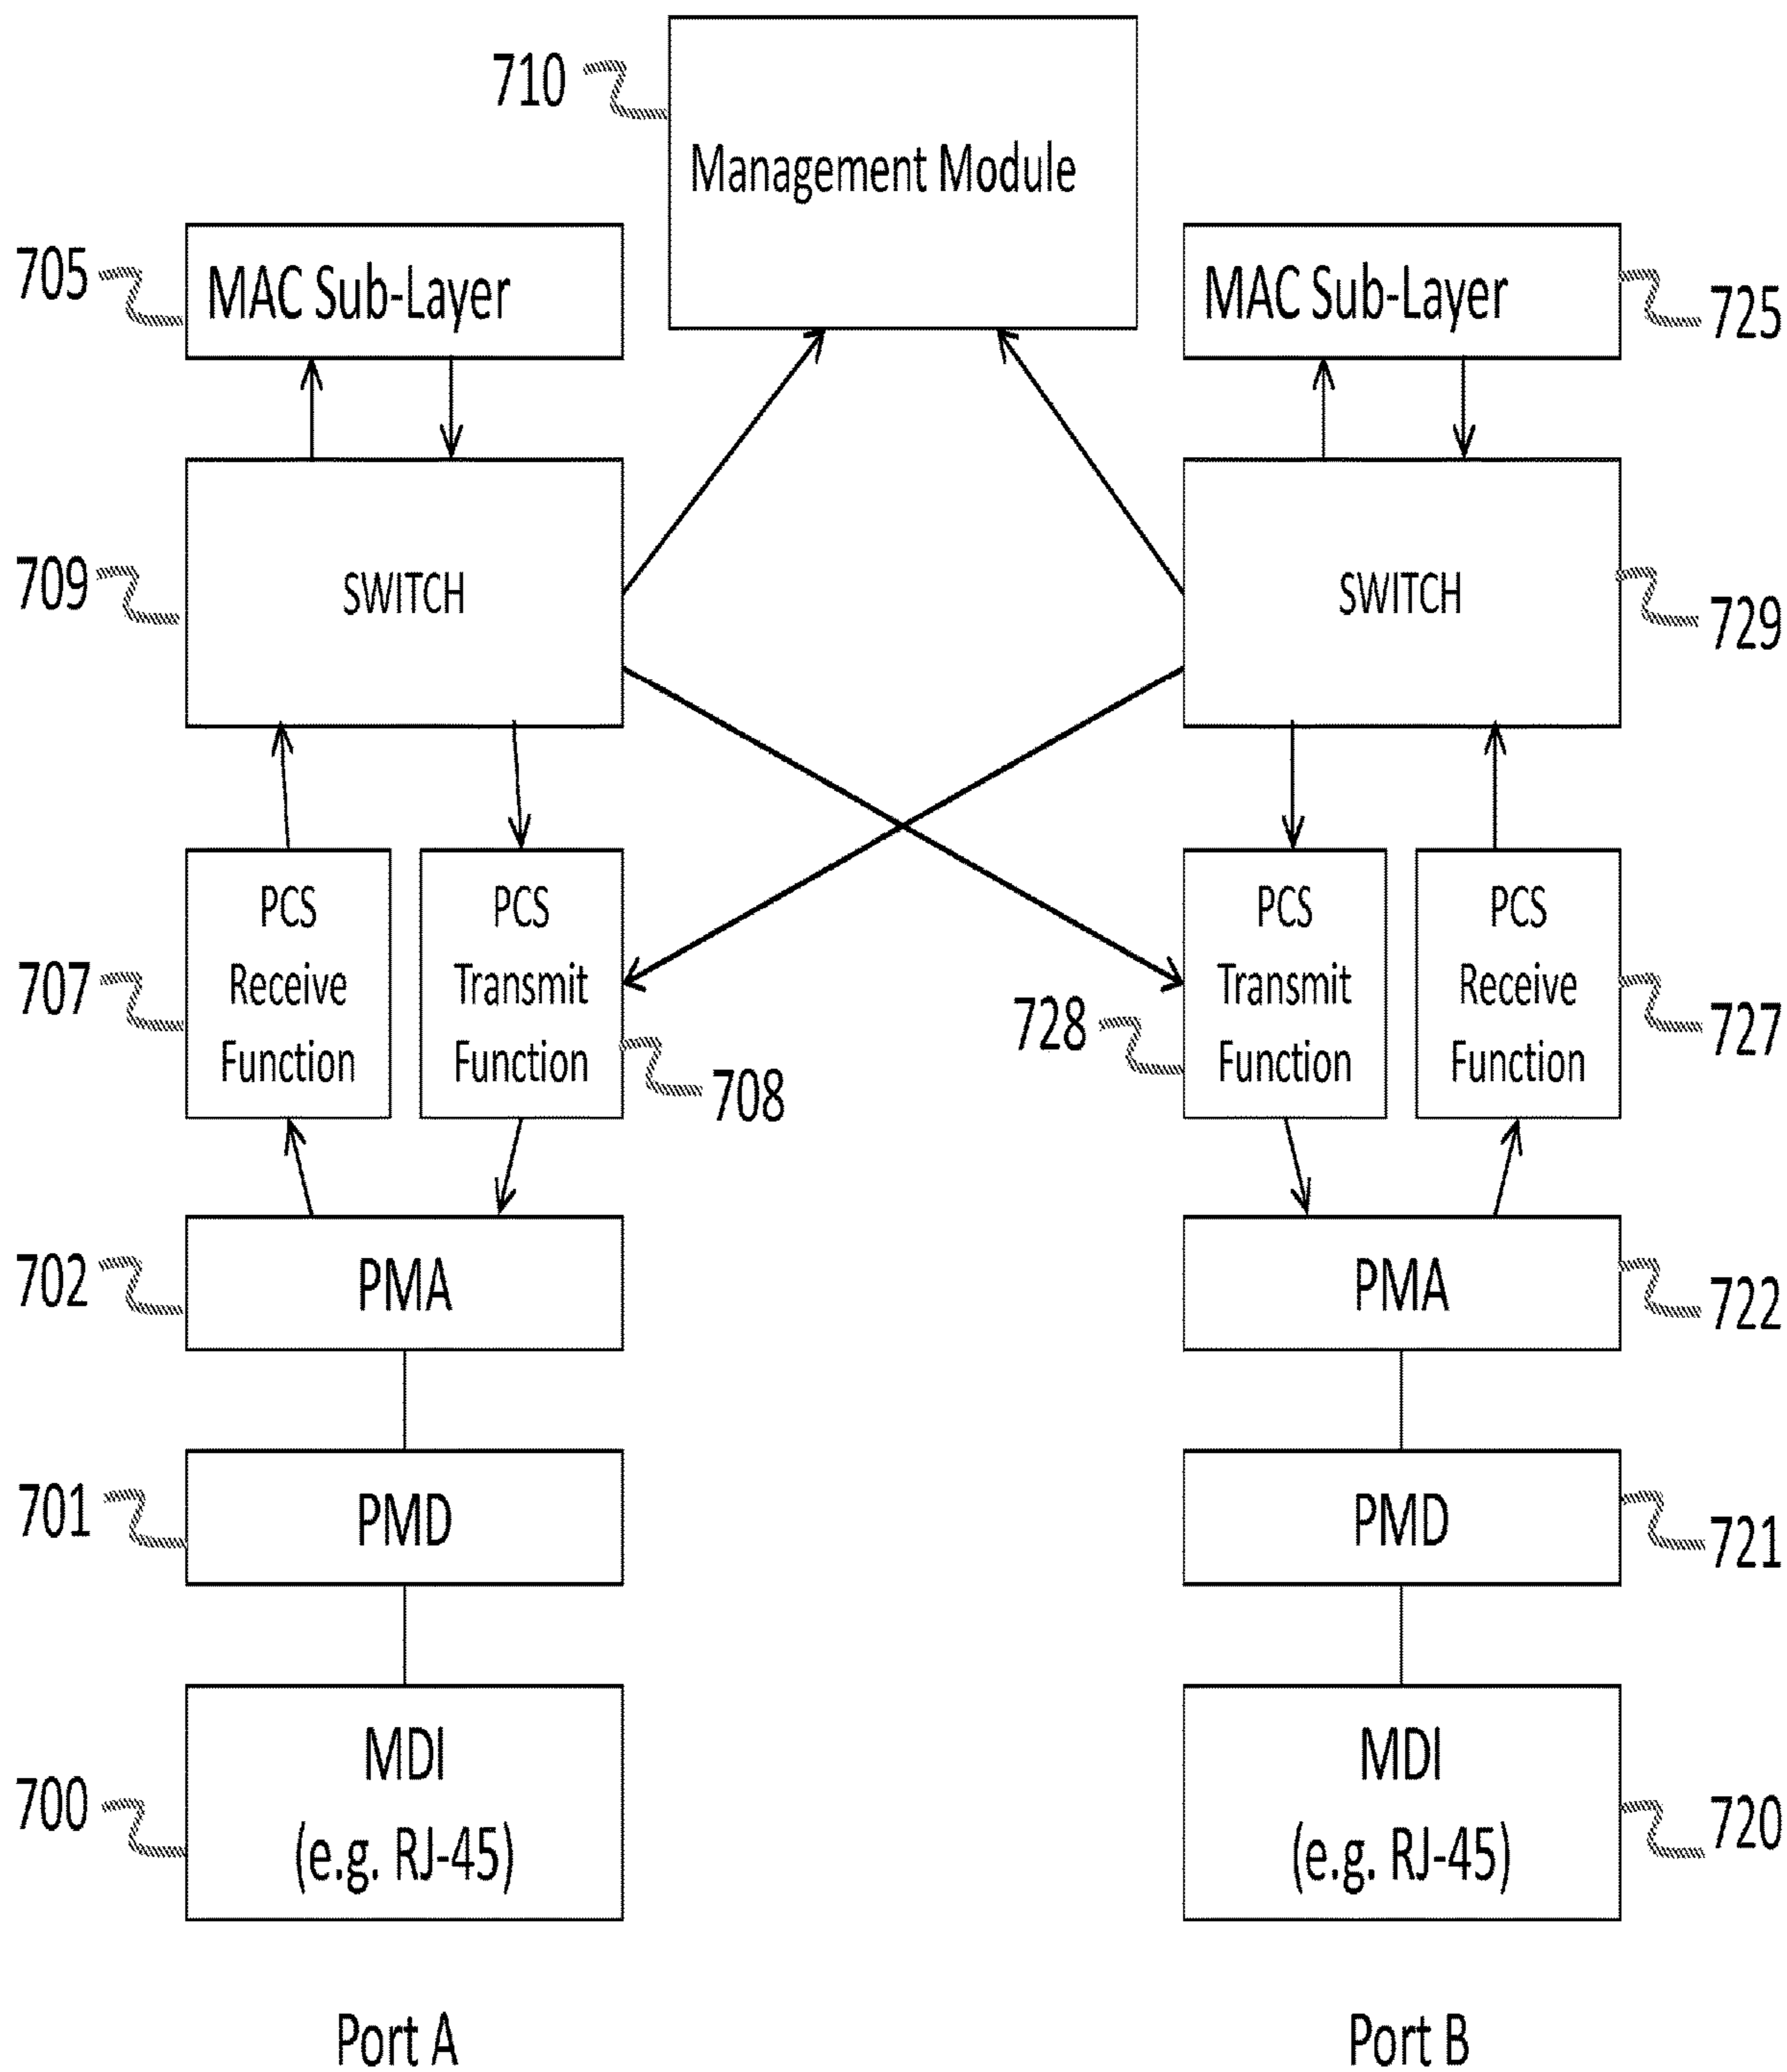 710
Management Module
705
MAC Sub-Layer
MAC Sub-Layer
725
709
SWITCH
SWITCH
729
707
PCS
Receive
Function
PCS
Transmit
Function
708
728
PCS
Transmit
Function
PCS
Receive
Function
727
702
PMA
PMA
722
701
PMD
PMD
721
700
MDI
(e.g. RJ-45)
MDI
(e.g. RJ-45)
720
Port A
Port B